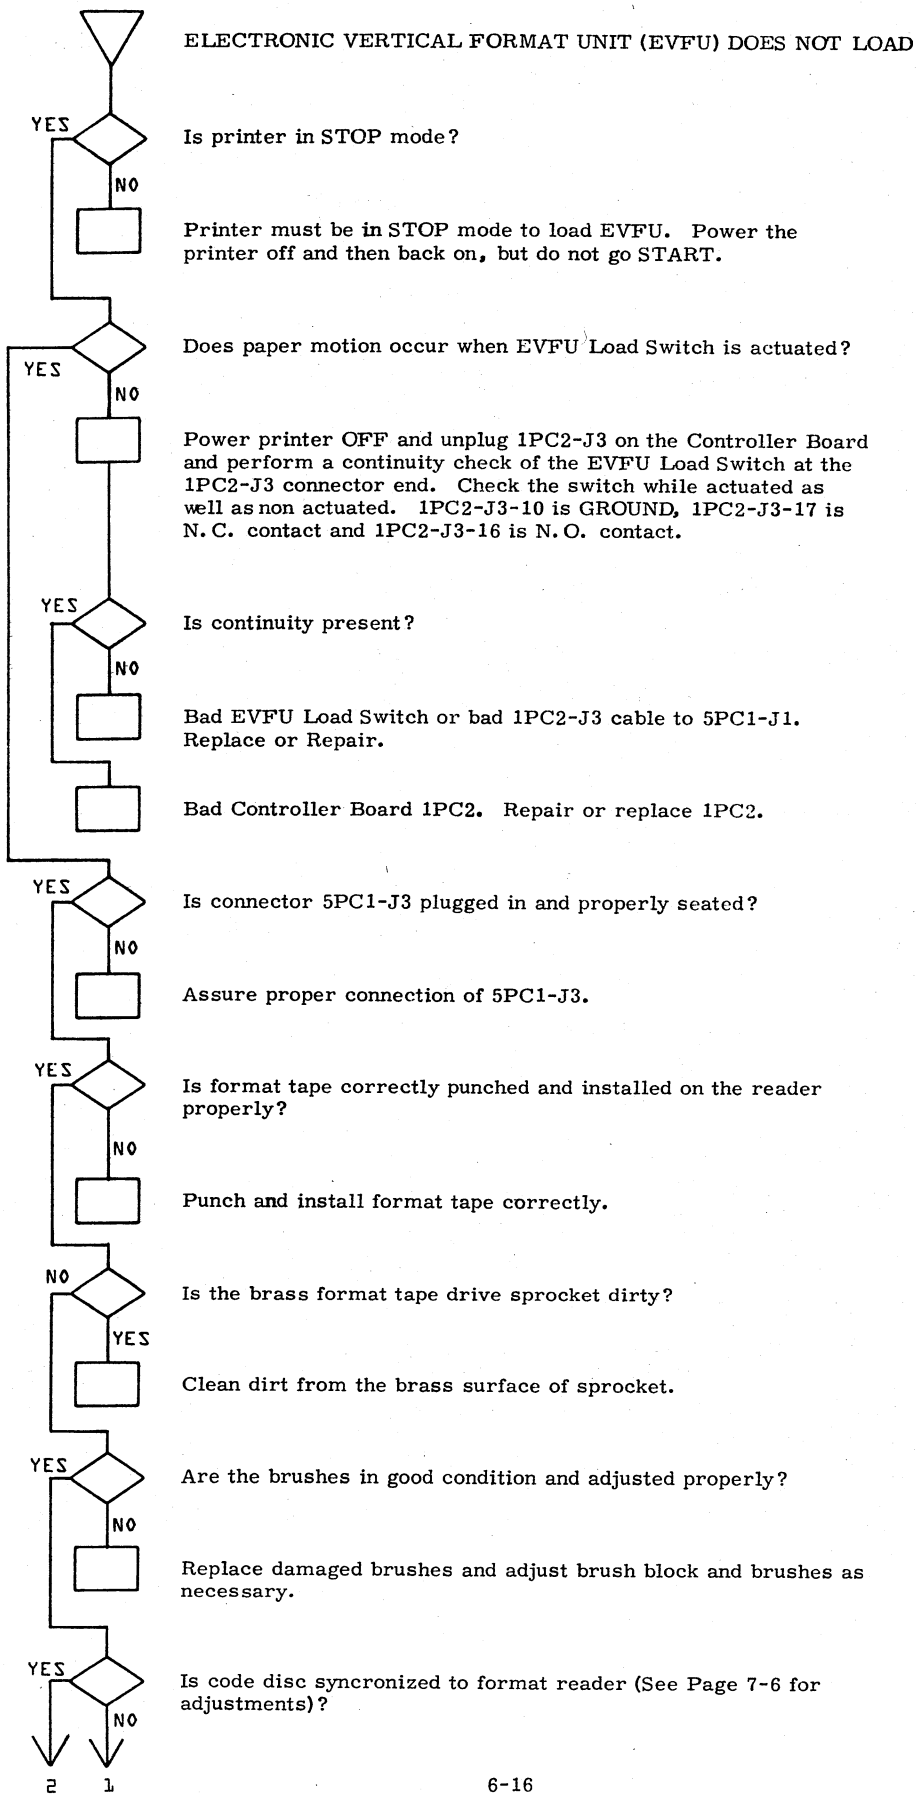 ELECTRONIC VERTICAL FORMAT UNIT (EVFU) DOES NOT LOAD
YES
Is printer in STOP mode?
NO
Printer must be in STOP mode to load EVFU. Power the
printer off and then back on, but do not go START.
Does paper motion occur when EVFU Load Switch is actuated?
YES
NO
Power printer OFF and unplug 1PC2-J3 on the Controller Board
and perform a continuity check of the EVFU Load Switch at the
1PC2-J3 connector end. Check the switch while actuated as
well as non actuated. 1PC2-J3-10 is GROUND, 1PC2-J3-17 is
N.C. contact and 1PC2-J3-16 is N.O. contact.
YES
Is continuity present?
NO
Bad EVFU Load Switch or bad 1PC2-J3 cable to 5PC1-J1.
Replace or Repair.
Bad Controller Board 1PC2. Repair or replace 1PC2.
YES
Is connector 5PC1-J3 plugged in and properly seated?
NO
Assure proper connection of 5PC1-J3.
YES
Is format tape correctly punched and installed on the reader
properly?
NO
Punch and install format tape correctly.
NO
Is the brass format tape drive sprocket dirty?
YES
Clean dirt from the brass surface of sprocket.
YES
Are the brushes in good condition and adjusted properly?
NO
Replace damaged brushes and adjust brush block and brushes as
necessary.
YES
Is code disc syncronized to format reader (See Page 7-6 for
adjustments)?
NO
2 1
6-16